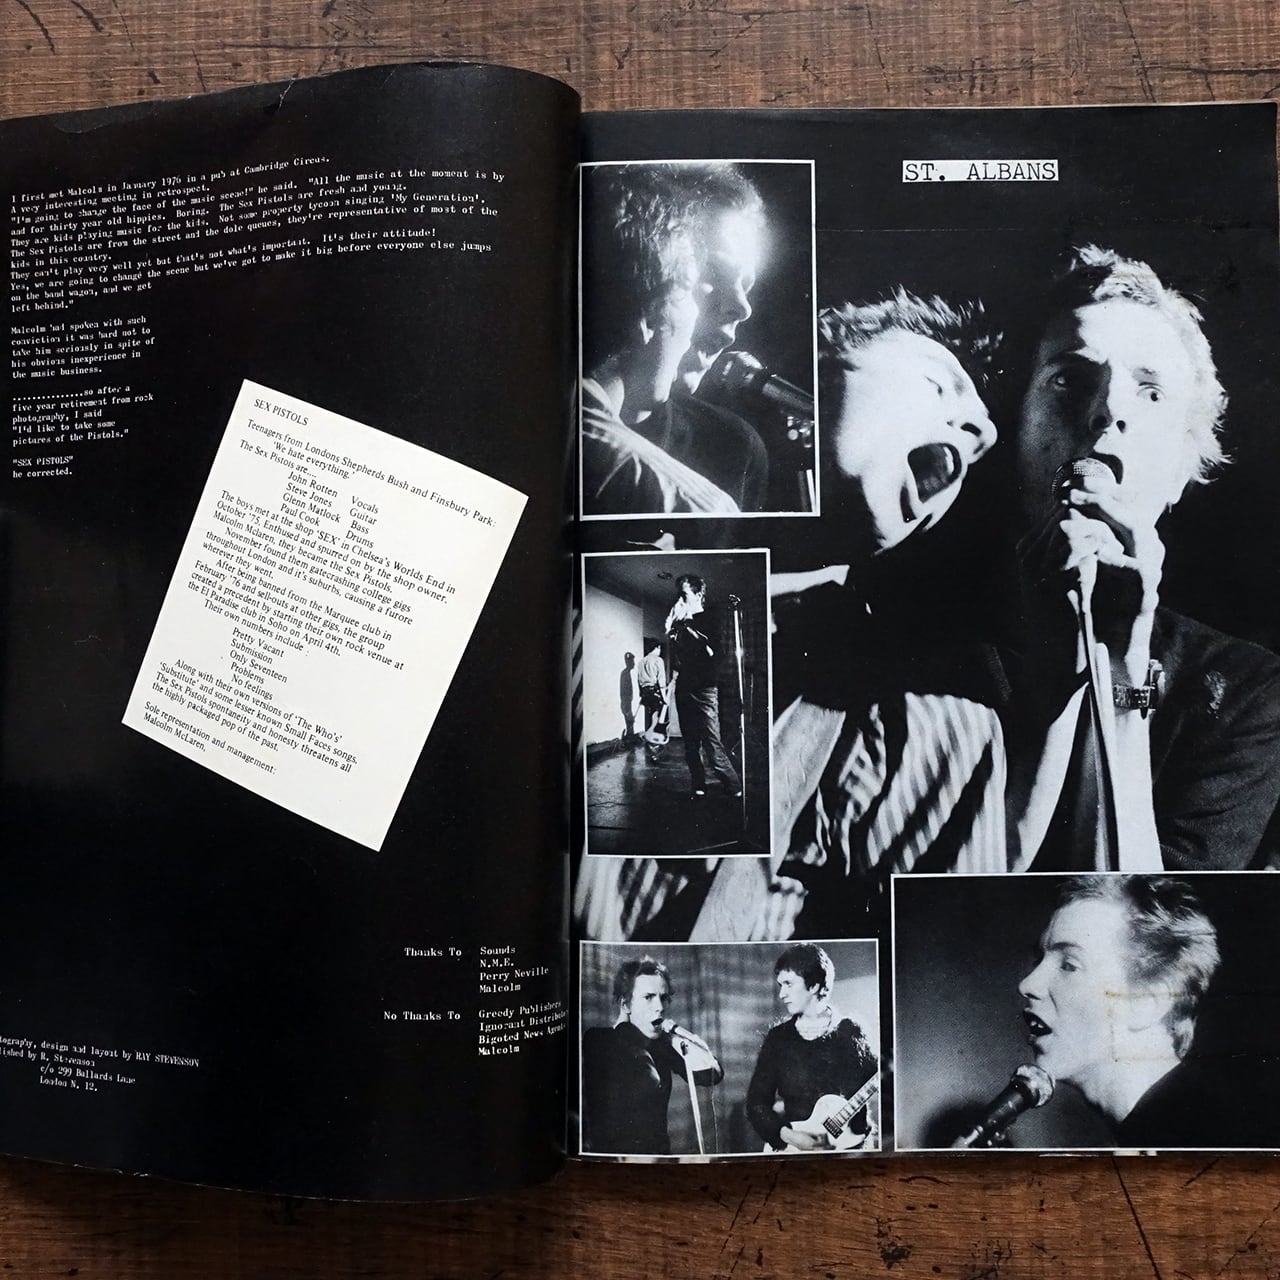 I first met Malcolm in January 1976 in a pub at Cambridge Circus.
A very interesting meeting in retrospect.
"I'm going to change the face of the music scene!" he said. "All the music at the moment is by
and for thirty year old hippies. Boring. The Sex Pistols are fresh and young.
They are kids playing music for the kids. Not some property tycoon singing 'My Generation'.
The Sex Pistols are from the street and the dole queues, they're representative of most of the
kids in this country.
They can't play very well yet but that's not what's important. It's their attitude!
Yes, we are going to change the scene but we've got to make it big before everyone else jumps
on the band wagon, and we get
left behind."
Malcolm had spoken with such
conviction it was hard not to
take him seriously in spite of
his obvious inexperience in
the music business.
...............so after a
five year retirement from rock
photography, I said
"I'd like to take some
pictures of the Pistols."
"SEX PISTOLS"
he corrected.
SEX PISTOLS
Teenagers from Londons Shepherds Bush and Finsbury Park:
'We hate everything.'
The Sex Pistols are....
John Rotten Vocals
Steve Jones Guitar
Glenn Matlock Bass
Paul Cook Drums
The boys met at the shop 'SEX' in Chelsea's Worlds End in
October '75, Enthused and spurred on by the shop owner,
Malcolm Mclaren, they became the Sex Pistols.
November found them gatecrashing college gigs
throughout London and it's suburbs, causing a furore
wherever they went.
After being banned from the Marquee club in
February '76 and sell-outs at other gigs, the group
created a precedent by starting their own rock venue at
the El Paradise club in Soho on April 4th.
Their own numbers include :
Pretty Vacant
Submission
Only Seventeen
Problems
No feelings
Along with their own versions of 'The Who's'
'Substitute' and some lesser known Small Faces songs.
The Sex Pistols spontaneity and honesty threatens all
the highly packaged pop of the past.
Sole representation and management:
Malcolm McLaren,
Thanks To Sounds
N.M.E.
Perry Neville
Malcolm
No Thanks To Greedy Publishers
Ignorant
Bigoted News
Malcolm
design and layout by RAY STEVENSON
by R. Stevenson
c/o 299 Ballards Lane
London N. 12.
ST. ALBANS